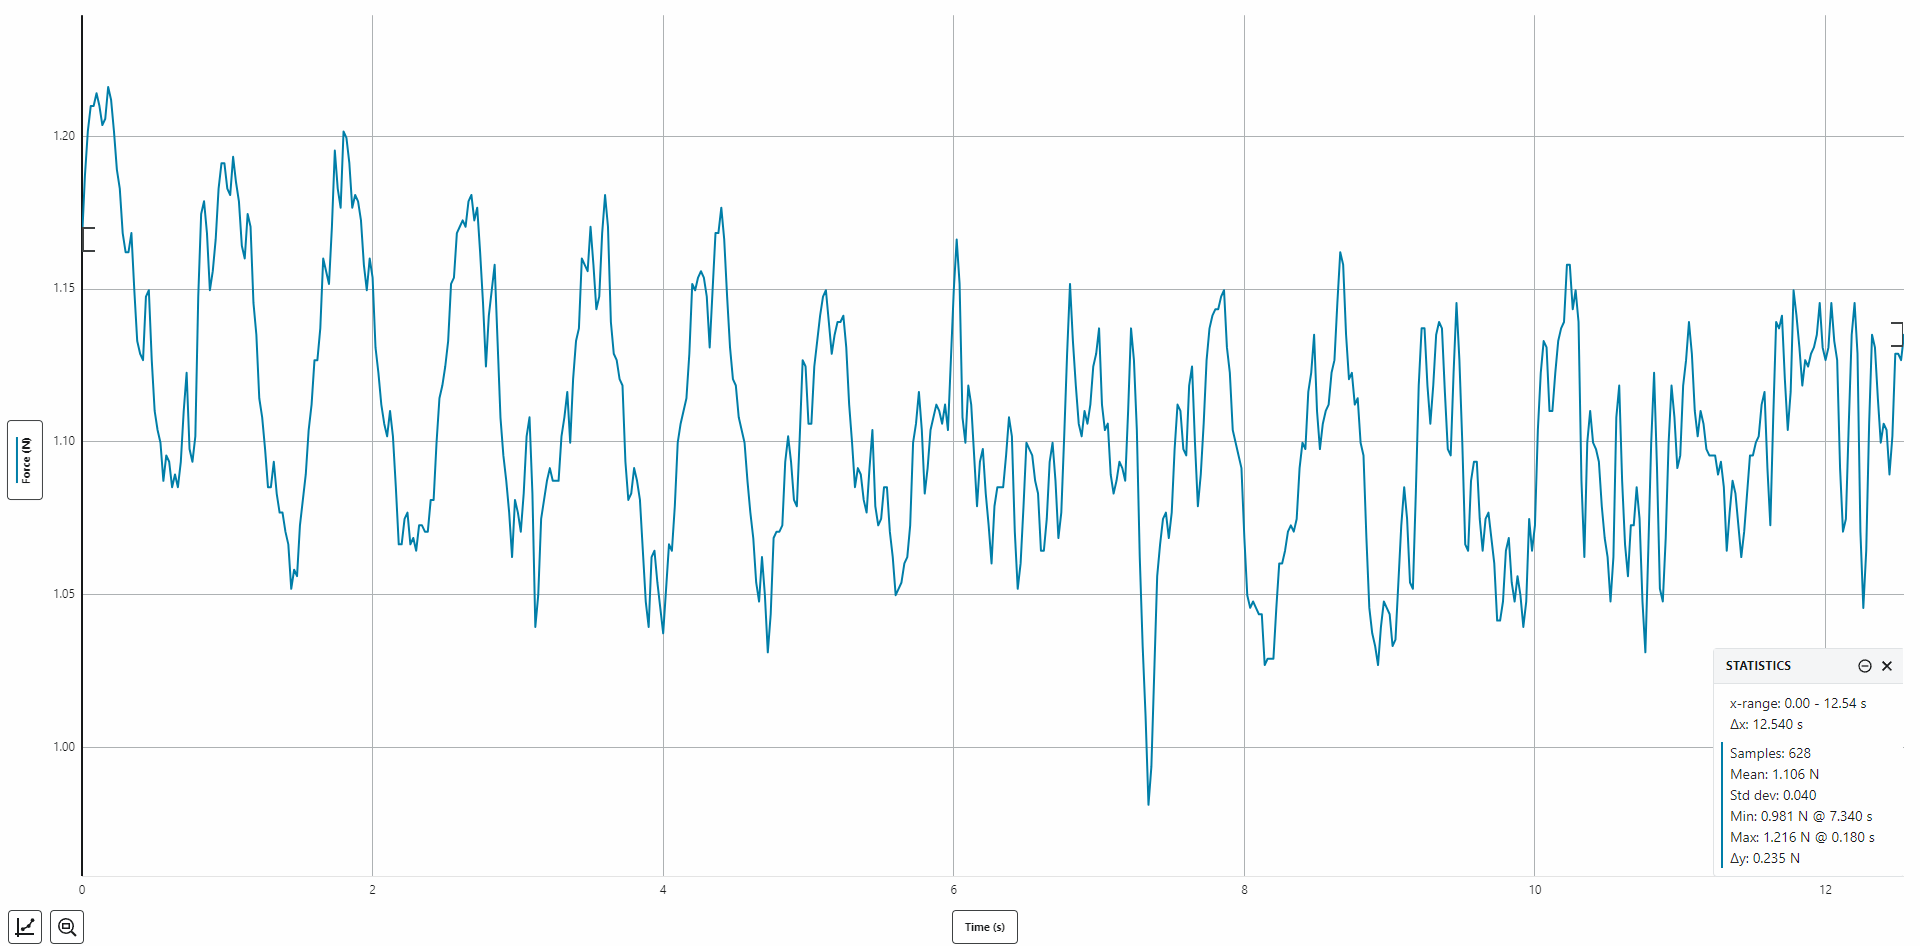 1.20
1.15
1.10
1.05
1.00
Force (N)
0
2
4
6
8
10
12
Time (s)
STATISTICS
x-range: 0.00 - 12.54 s
Δx: 12.540 s
Samples: 628
Mean: 1.106 N
Std dev: 0.040
Min: 0.981 N @ 7.340 s
Max: 1.216 N @ 0.180 s
Δy: 0.235 N